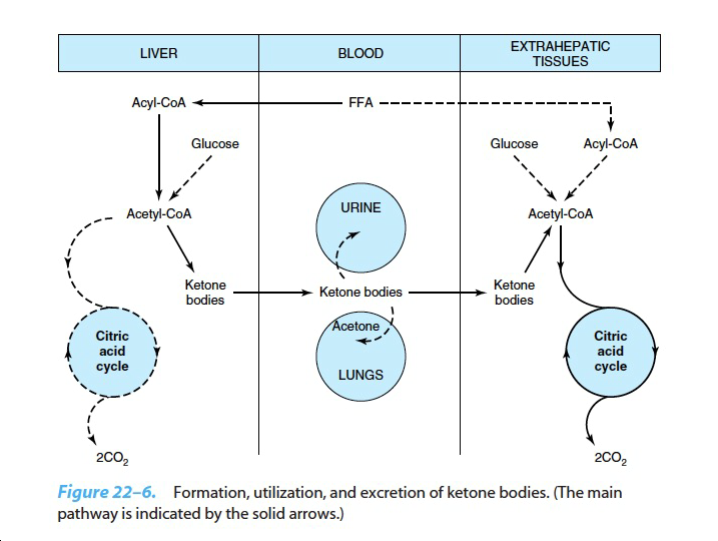 LIVER
BLOOD
EXTRAHEPATIC
TISSUES
Acyl-CoA
FFA
Glucose
Glucose
Acyl-CoA
Acetyl-CoA
URINE
Acetyl-CoA
Ketone
bodies
Ketone bodies
Ketone
bodies
Citric
acid
cycle
Acetone
LUNGS
Citric
acid
cycle
2CO₂
2CO₂
Figure 22–6. Formation, utilization, and excretion of ketone bodies. (The main
pathway is indicated by the solid arrows.)